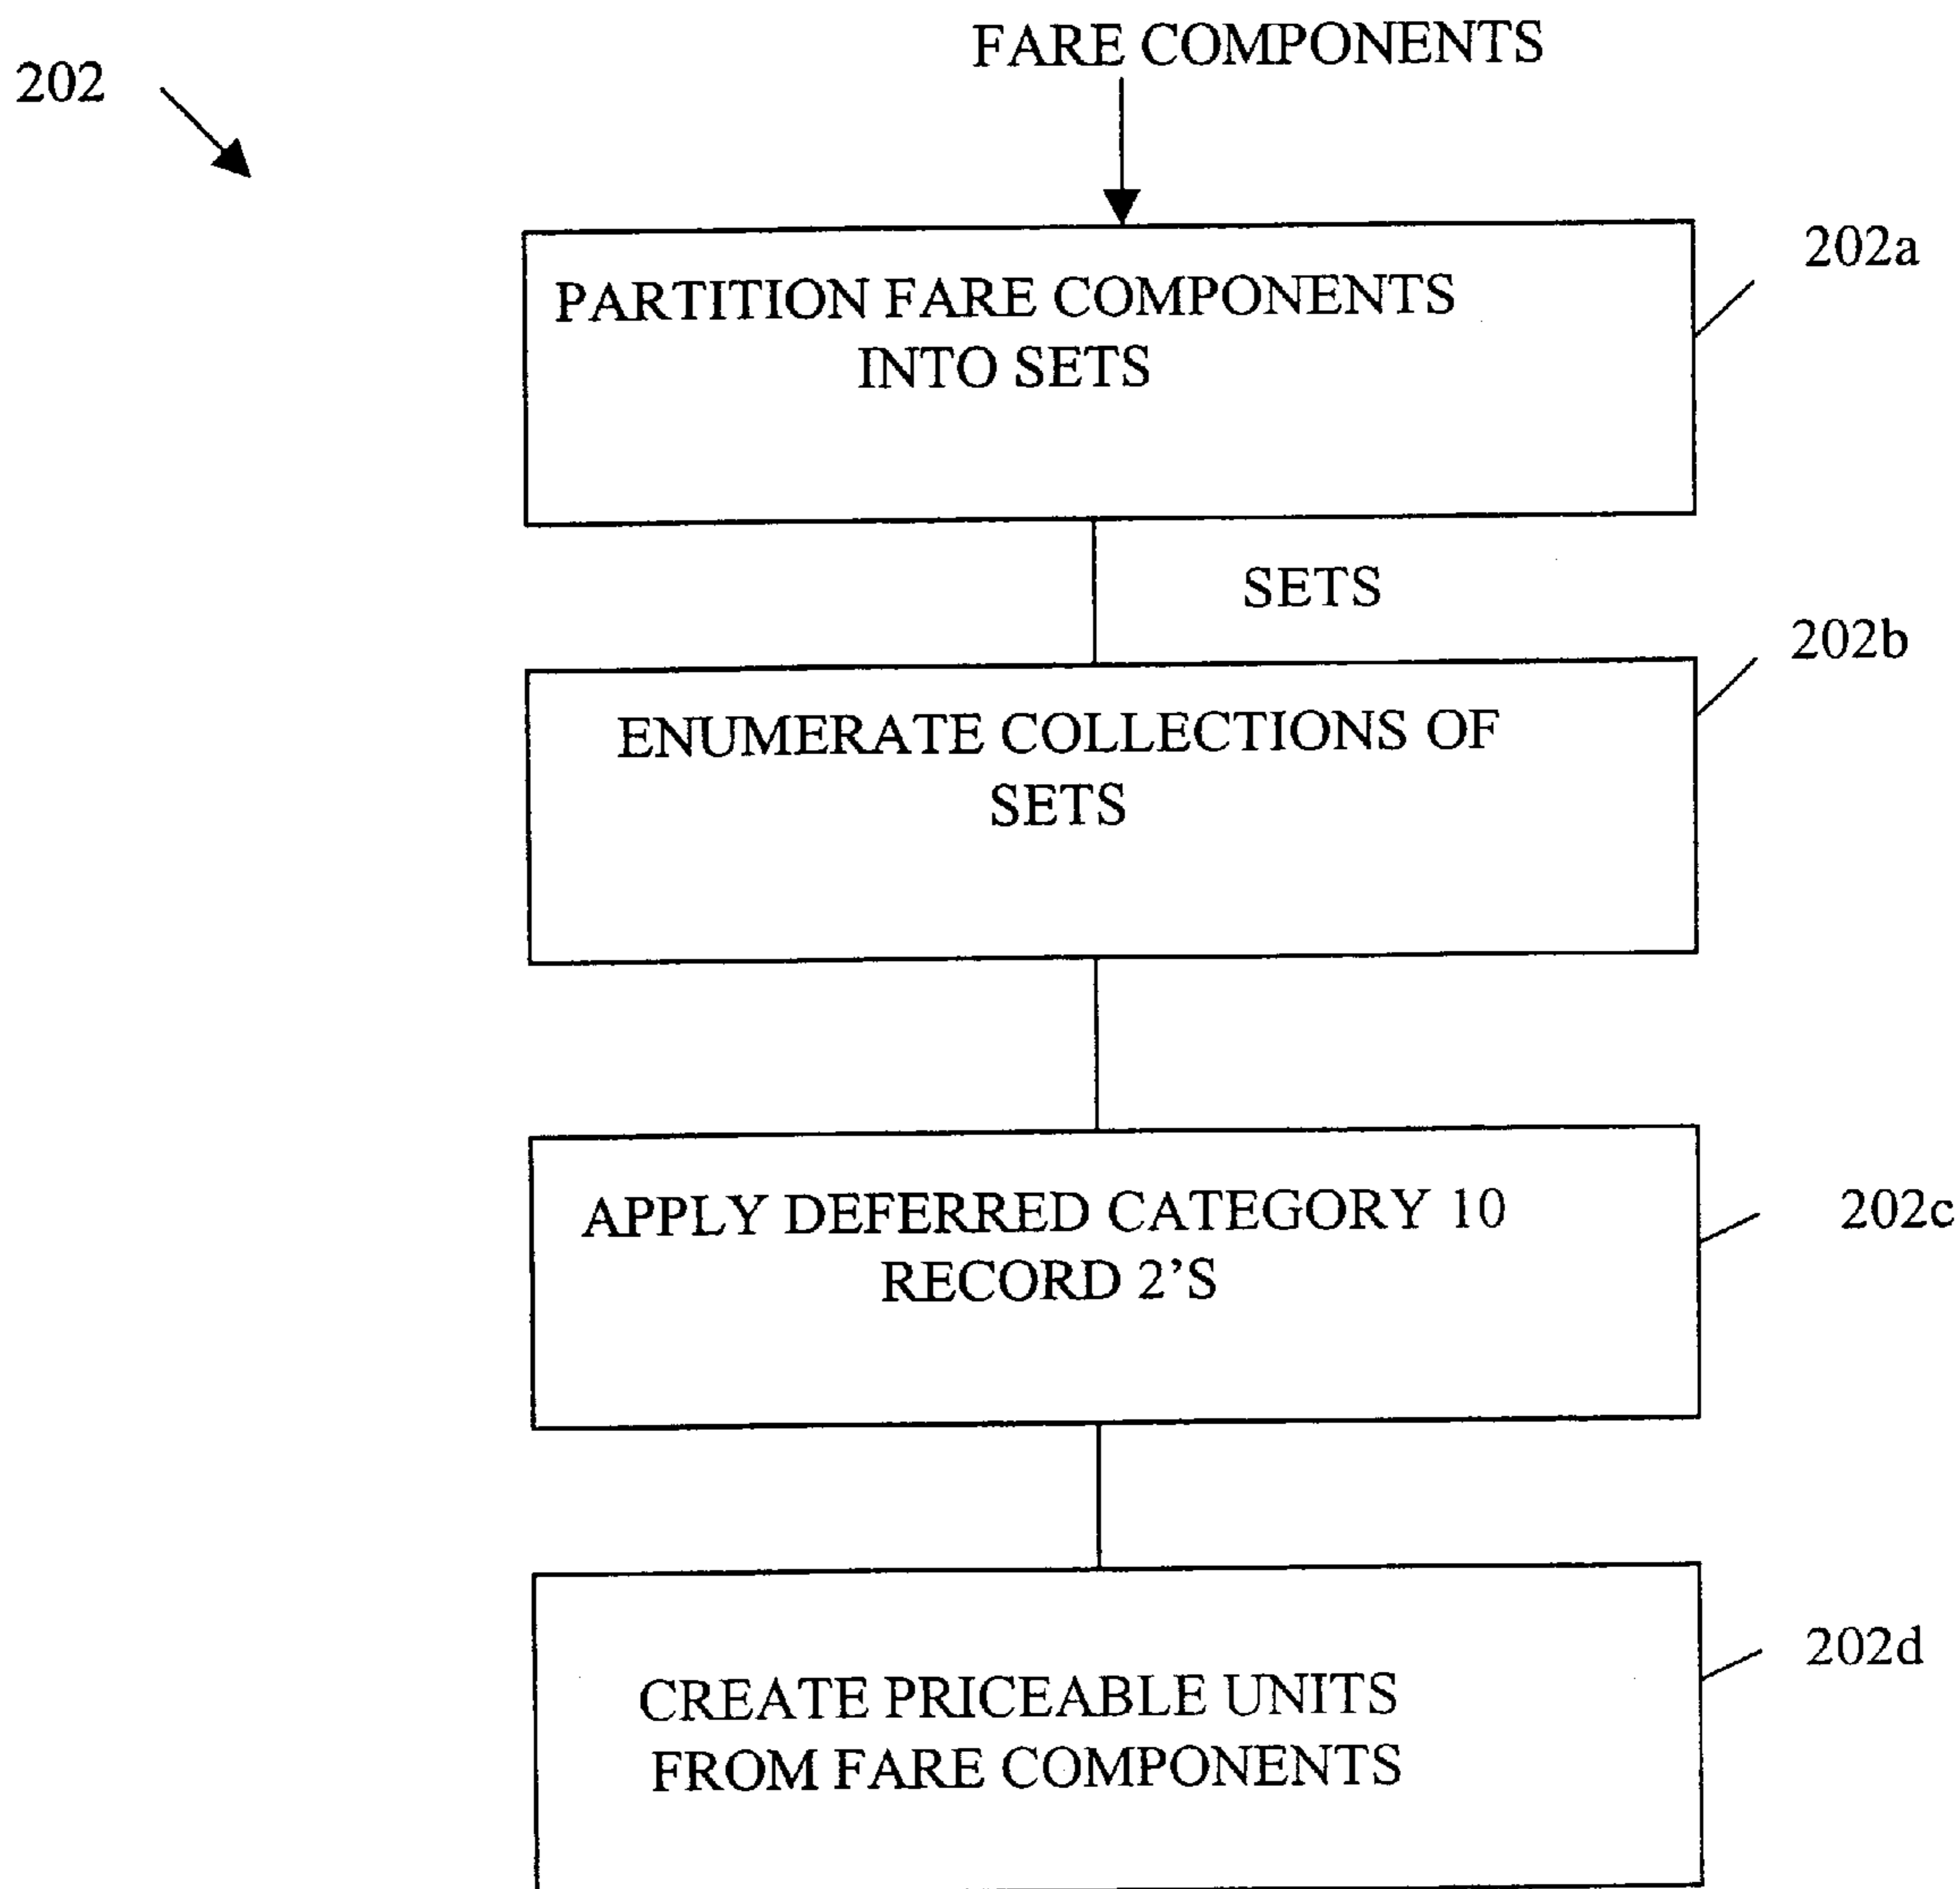 FARE COMPONENTS
202
202a
PARTITION FARE COMPONENTS
INTO SETS
SETS
202b
ENUMERATE COLLECTIONS OF
SETS
202c
APPLY DEFERRED CATEGORY 10
RECORD 2’S
202d
CREATE PRICEABLE UNITS
FROM FARE COMPONENTS